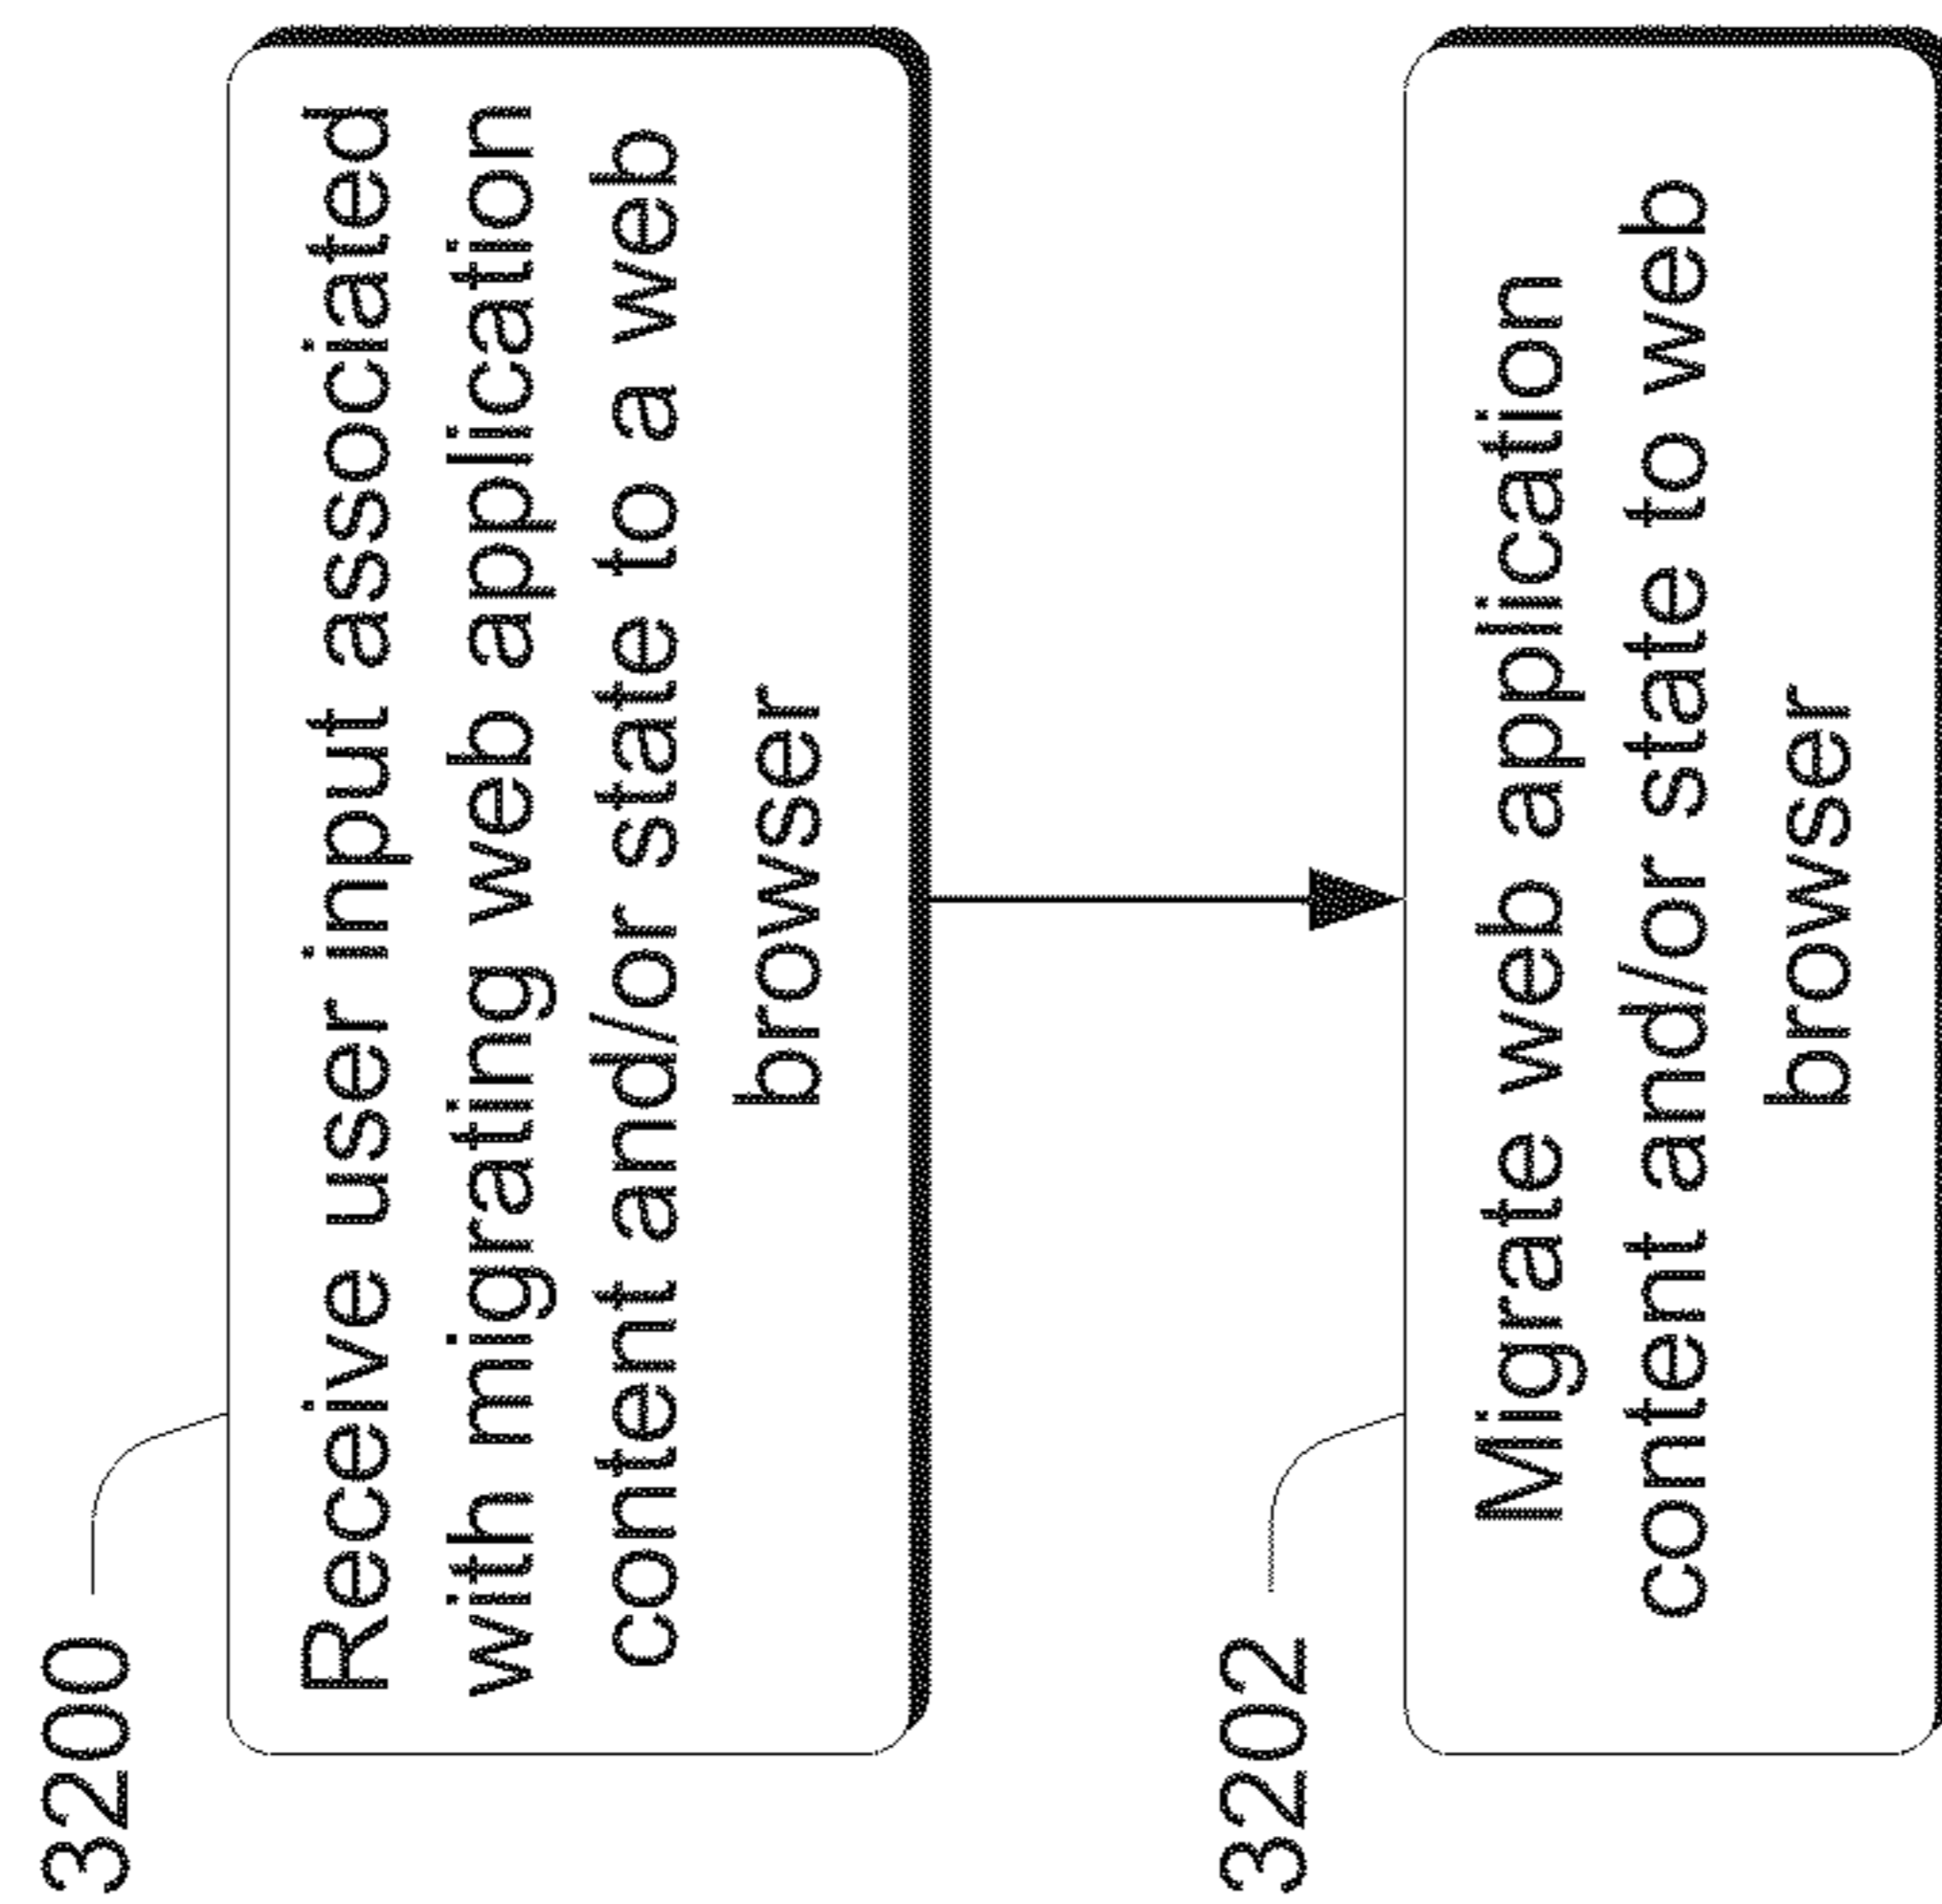 3200
Receive user input associated
with migrating web application
content and/or state to a web
browser
3202
Migrate web application
content and/or state to web
browser